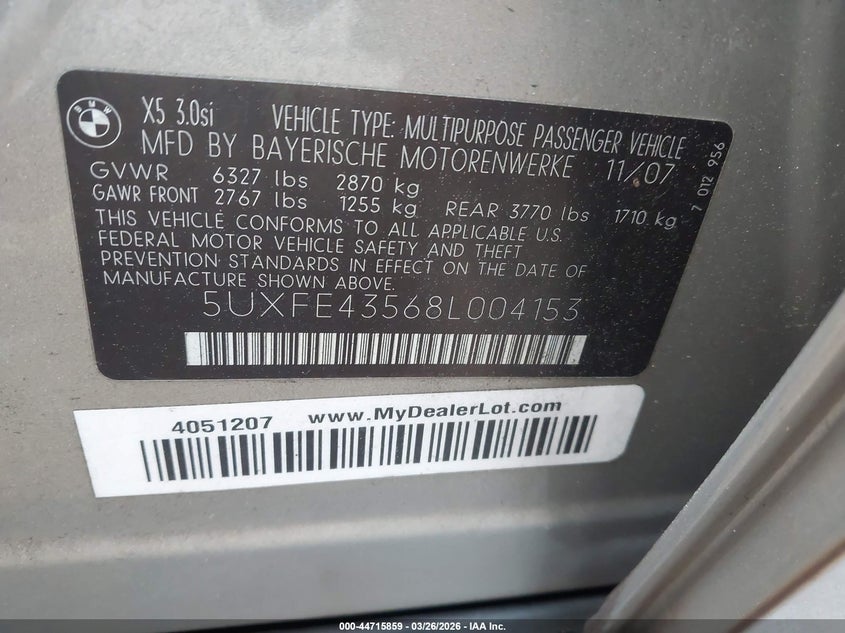 BMW
X5 3.0si VEHICLE TYPE: MULTIPURPOSE PASSENGER VEHICLE
MFD BY BAYERISCHE MOTORENWERKE 11/07
GVWR 6327 lbs 2870 kg
GAWR FRONT 2767 lbs 1255 kg REAR 3770 lbs 1710 kg
THIS VEHICLE CONFORMS TO ALL APPLICABLE U.S.
FEDERAL MOTOR VEHICLE SAFETY AND THEFT
PREVENTION STANDARDS IN EFFECT ON THE DATE OF
MANUFACTURE SHOWN ABOVE.
5UXFE43568L004153
7 012 956
4051207 www.MyDealerLot.com
000-44715859 | 03/26/2026 | IAA Inc.